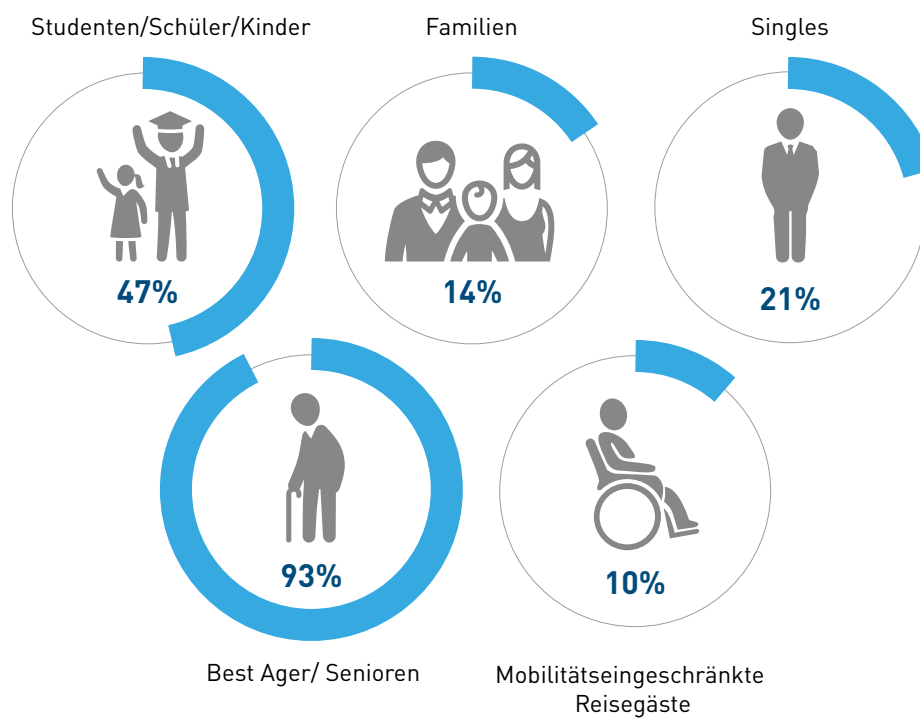 Studenten/Schüler/Kinder
Familien
Singles
47%
14%
21%
93%
10%
Best Ager/ Senioren
Mobilitätseingeschränkte
Reisegäste